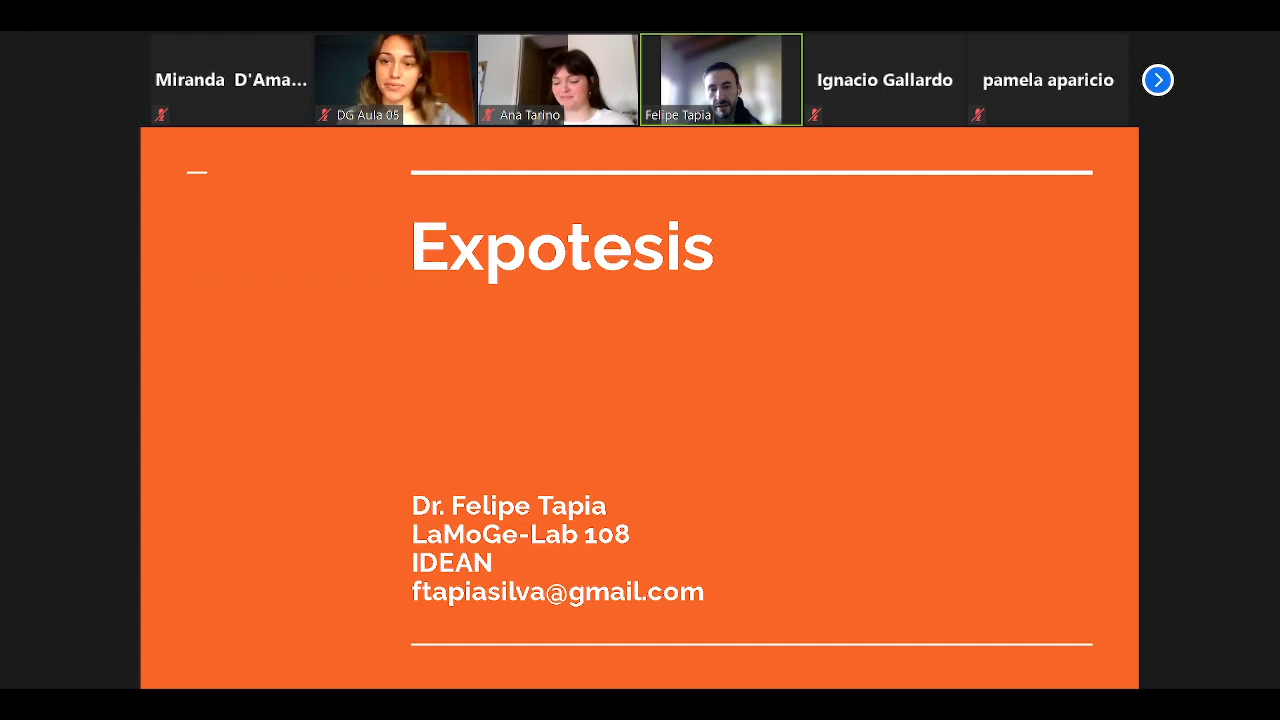 Miranda D'Ama...
DG Aula 05
Ana Tarino
Felipe Tapia
Ignacio Gallardo
pamela aparicio
Expotesis
Dr. Felipe Tapia
LaMoGe-Lab 108
IDEAN
ftapiasilva@gmail.com